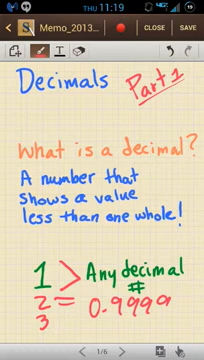 THU 11:19
Memo_2013
CLOSE
SAVE
Decimals
Part 1
What is a decimal?
A number that
shows a value
less than one whole!
1 > Any decimal
#
2 = 0.9999
3
1/6